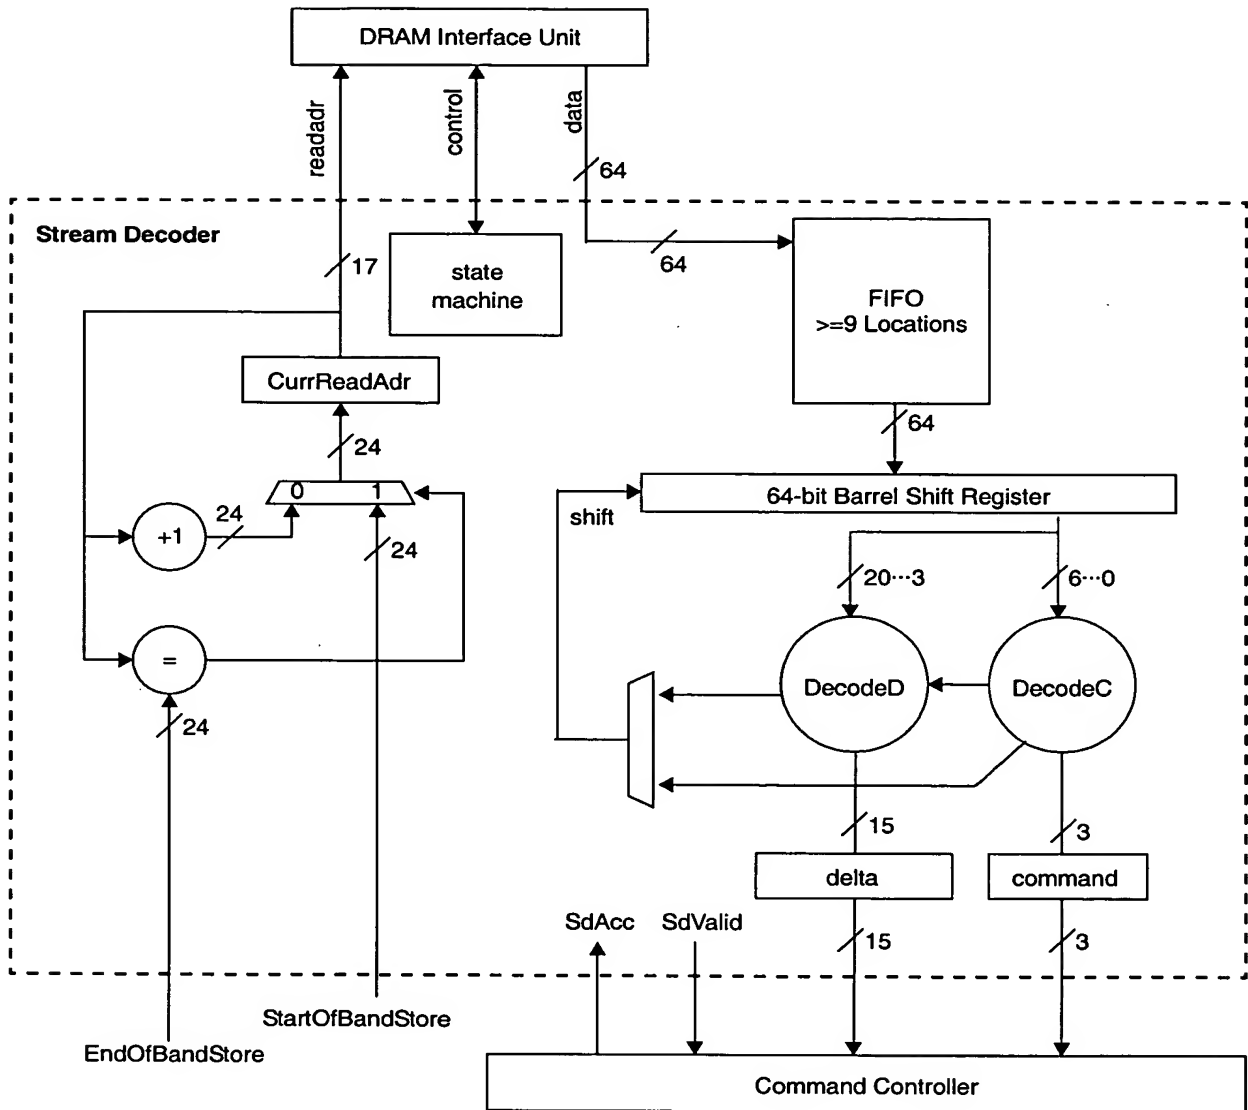 DRAM Interface Unit
readadr
control
data
64
Stream Decoder
17
state
machine
64
FIFO
>=9 Locations
CurrReadAdr
64
24
0 1
64-bit Barrel Shift Register
shift
+1
24
24
20...3
6...0
=
DecodeD
DecodeC
24
15
3
delta
command
SdAcc
SdValid
15
3
StartOfBandStore
EndOfBandStore
Command Controller